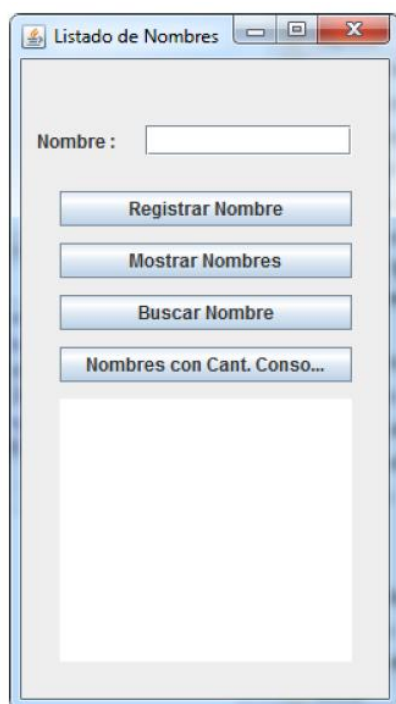 Listado de Nombres
Nombre :
Registrar Nombre
Mostrar Nombres
Buscar Nombre
Nombres con Cant. Conso...